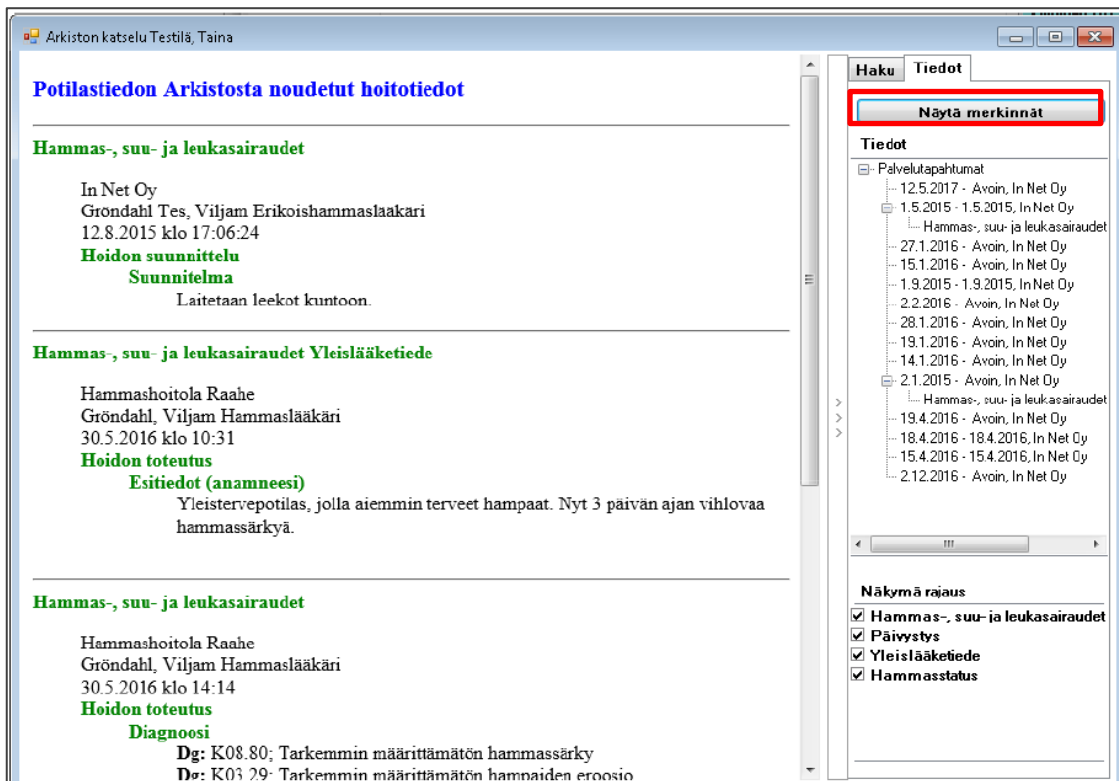 Arkiston katselu Testilä, Taina
Potilastiedon Arkistosta noudetut hoitotiedot
Hammas-, suu- ja leukasairaudet
In Net Oy
Gröndahl Tes, Viljam Erikoishammaslääkäri
12.8.2015 klo 17:06:24
Hoidon suunnittelu
Suunnitelma
Laitetaan leekot kuntoon.
Hammas-, suu- ja leukasairaudet Yleislääketiede
Hammashoitola Raahe
Gröndahl, Viljam Hammaslääkäri
30.5.2016 klo 10:31
Hoidon toteutus
Esitiedot (anamneesi)
Yleistervepotilas, jolla aiemmin terveet hampaat. Nyt 3 päivän ajan vihlovaa
hammassärkyä.
Hammas-, suu- ja leukasairaudet
Hammashoitola Raahe
Gröndahl, Viljam Hammaslääkäri
30.5.2016 klo 14:14
Hoidon toteutus
Diagnoosi
Dg: K08.80; Tarkemmin määrittämätön hammassärky
Dg: K03.29; Tarkemmin määrittämätön hampaiden eroosio
Haku
Tiedot
Näytä merkinnät
Tiedot
Palvelutapahtumat
12.5.2017 - Avoin, In Net Oy
1.5.2015 - 1.5.2015, In Net Oy
Hammas-, suu- ja leukasairaudet
27.1.2016 - Avoin, In Net Oy
15.1.2016 - Avoin, In Net Oy
1.9.2015 - 1.9.2015, In Net Oy
2.2.2016 - Avoin, In Net Oy
28.1.2016 - Avoin, In Net Oy
19.1.2016 - Avoin, In Net Oy
14.1.2016 - Avoin, In Net Oy
2.1.2015 - Avoin, In Net Oy
Hammas-, suu- ja leukasairaudet
19.4.2016 - Avoin, In Net Oy
18.4.2016 - 18.4.2016, In Net Oy
15.4.2016 - 15.4.2016, In Net Oy
2.12.2016 - Avoin, In Net Oy
Näkymä rajaus
Hammas-, suu- ja leukasairaudet
Päivystys
Yleislääketiede
Hammasstatus